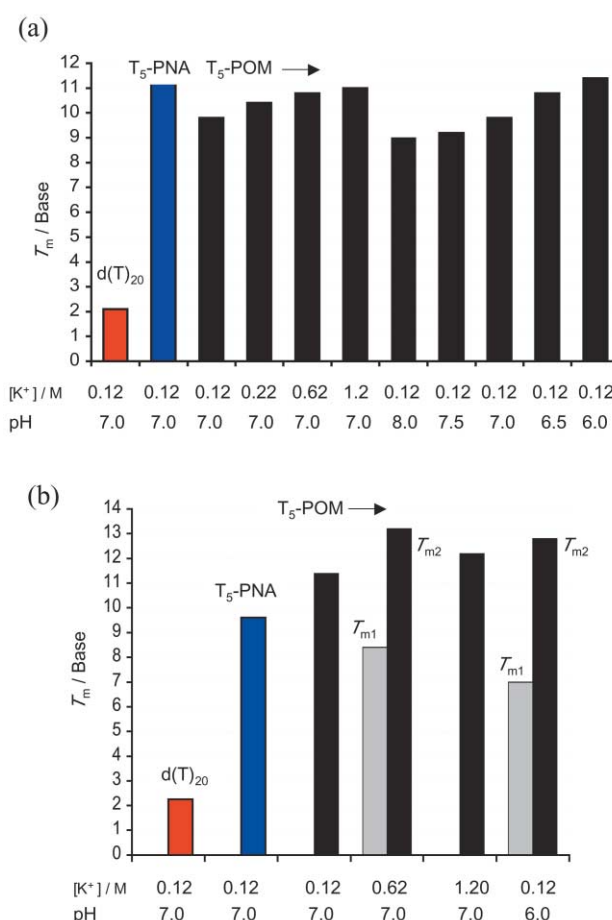 (a)
T₅-PNA T₅-POM →
12
11
10
9
8
7
6
5
4
3
2
1
0
Tm / Base
d(T)₂₀
[K⁺] / M 0.12 0.12 0.12 0.22 0.62 1.2 0.12 0.12 0.12 0.12 0.12
pH 7.0 7.0 7.0 7.0 7.0 7.0 8.0 7.5 7.0 6.5 6.0
(b)
T₅-POM →
14
13
12
11
10
9
8
7
6
5
4
3
2
1
0
Tm / Base
Tm2 Tm2
T₅-PNA
Tm1
Tm1
d(T)₂₀
[K⁺] / M 0.12 0.12 0.12 0.62 1.20 0.12
pH 7.0 7.0 7.0 7.0 7.0 6.0